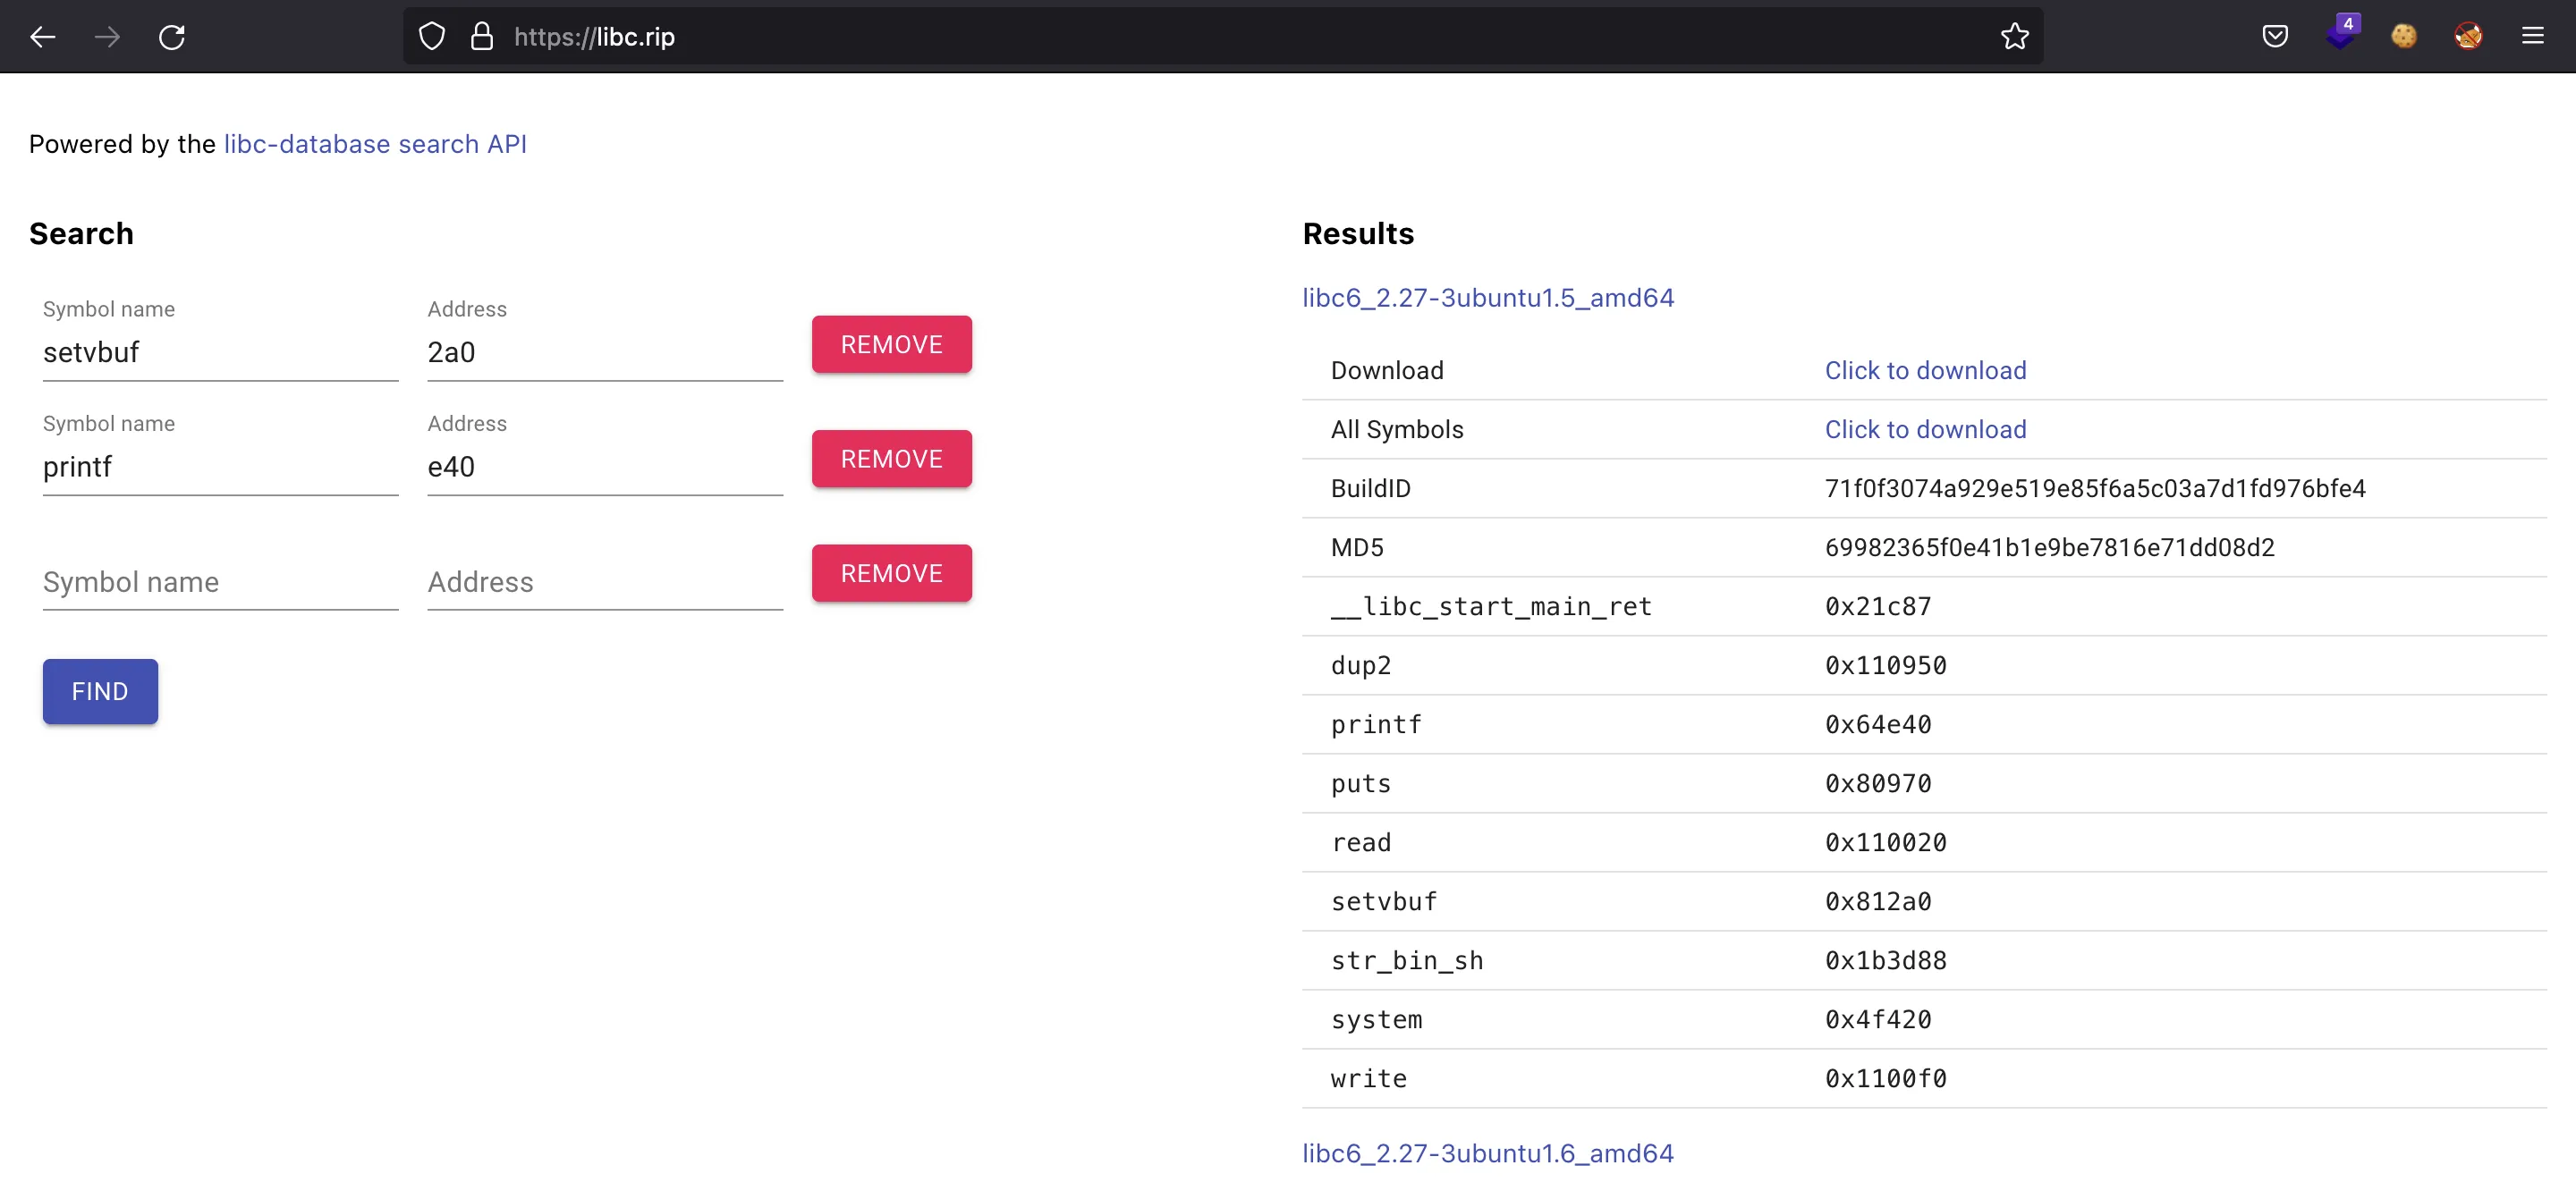 4
https://libc.rip
Powered by the libc-database search API
Search
Symbol name Address
setvbuf 2a0 REMOVE
Symbol name Address
printf e40 REMOVE
Symbol name Address REMOVE
FIND
Results
libc6_2.27-3ubuntu1.5_amd64
Download Click to download
All Symbols Click to download
BuildID 71f0f3074a929e519e85f6a5c03a7d1fd976bfe4
MD5 69982365f0e41b1e9be7816e71dd08d2
__libc_start_main_ret 0x21c87
dup2 0x110950
printf 0x64e40
puts 0x80970
read 0x110020
setvbuf 0x812a0
str_bin_sh 0x1b3d88
system 0x4f420
write 0x1100f0
libc6_2.27-3ubuntu1.6_amd64